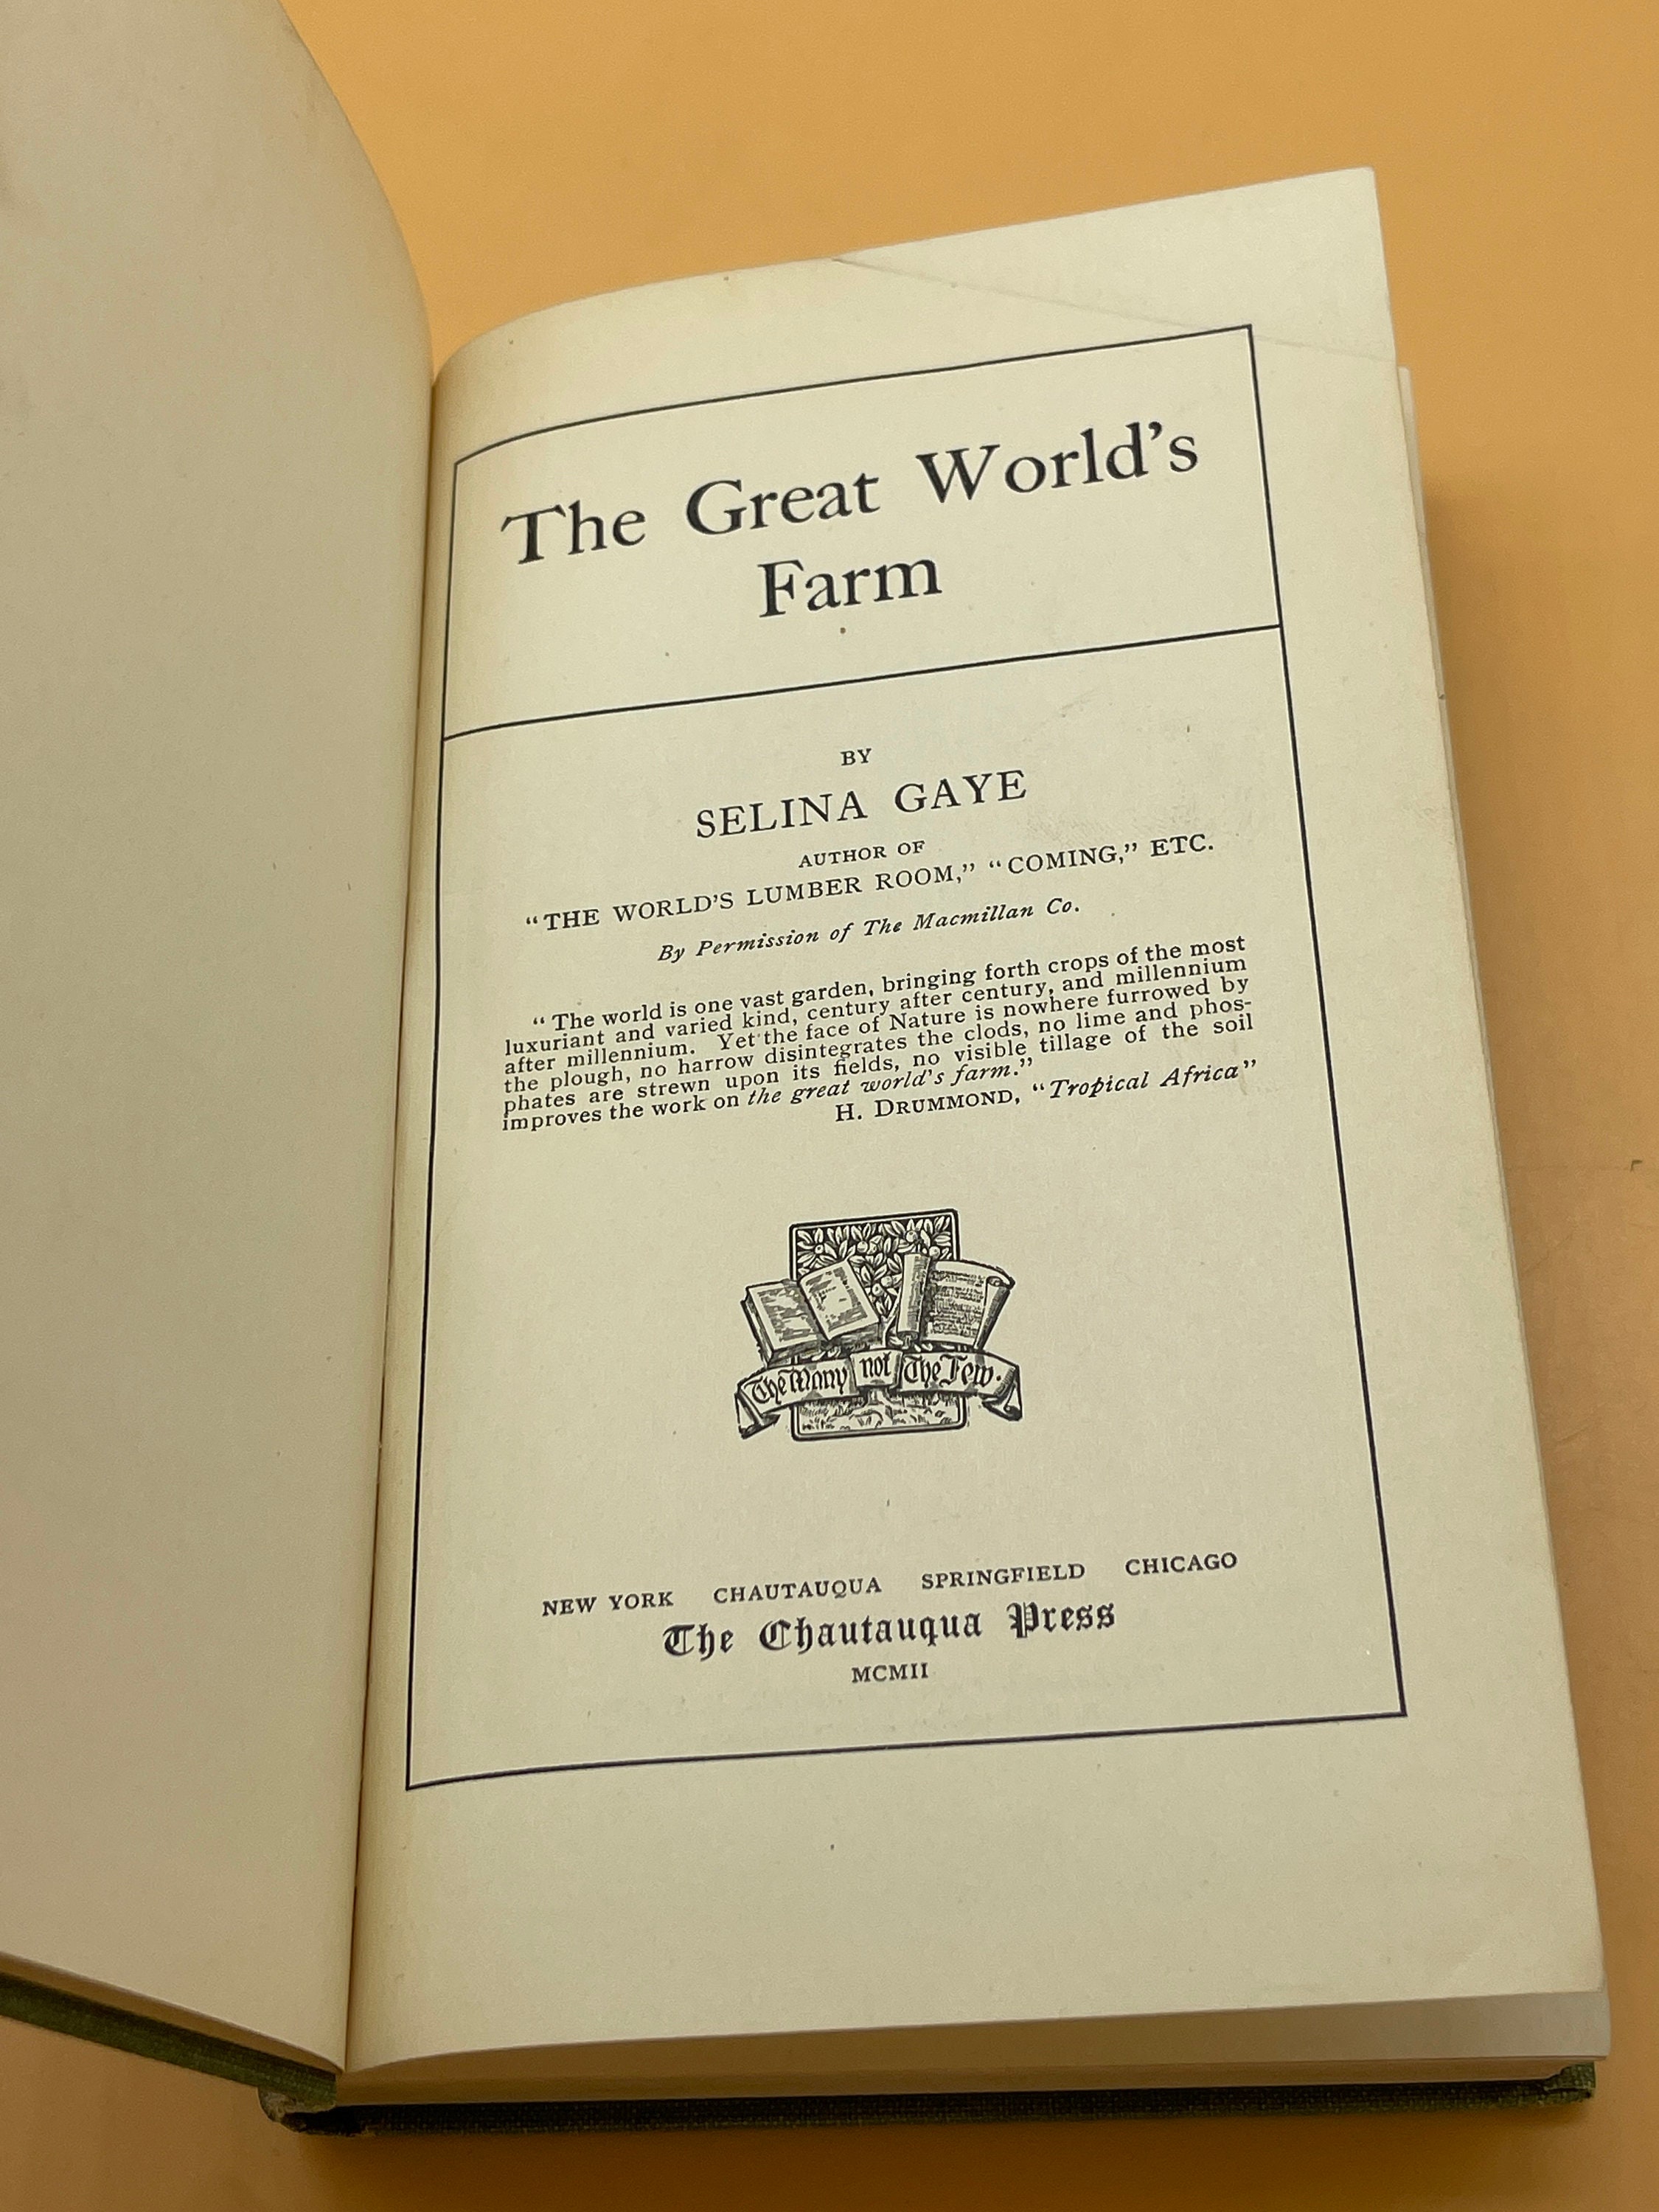 The Great World's
Farm
BY
SELINA GAYE
AUTHOR OF
“THE WORLD'S LUMBER ROOM,” “COMING,” ETC.
By Permission of The Macmillan Co.
“ The world is one vast garden, bringing forth crops of the most
luxuriant and varied kind, century after century, and millennium
after millennium. Yet the face of Nature is nowhere furrowed by
the plough, no harrow disintegrates the clods, no lime and phos-
phates are strewn upon its fields, no visible tillage of the soil
improves the work on the great world's farm.”
H. DRUMMOND, “Tropical Africa”
The Many not The Few.
NEW YORK CHAUTAUQUA SPRINGFIELD CHICAGO
The Chautauqua Press
MCMII